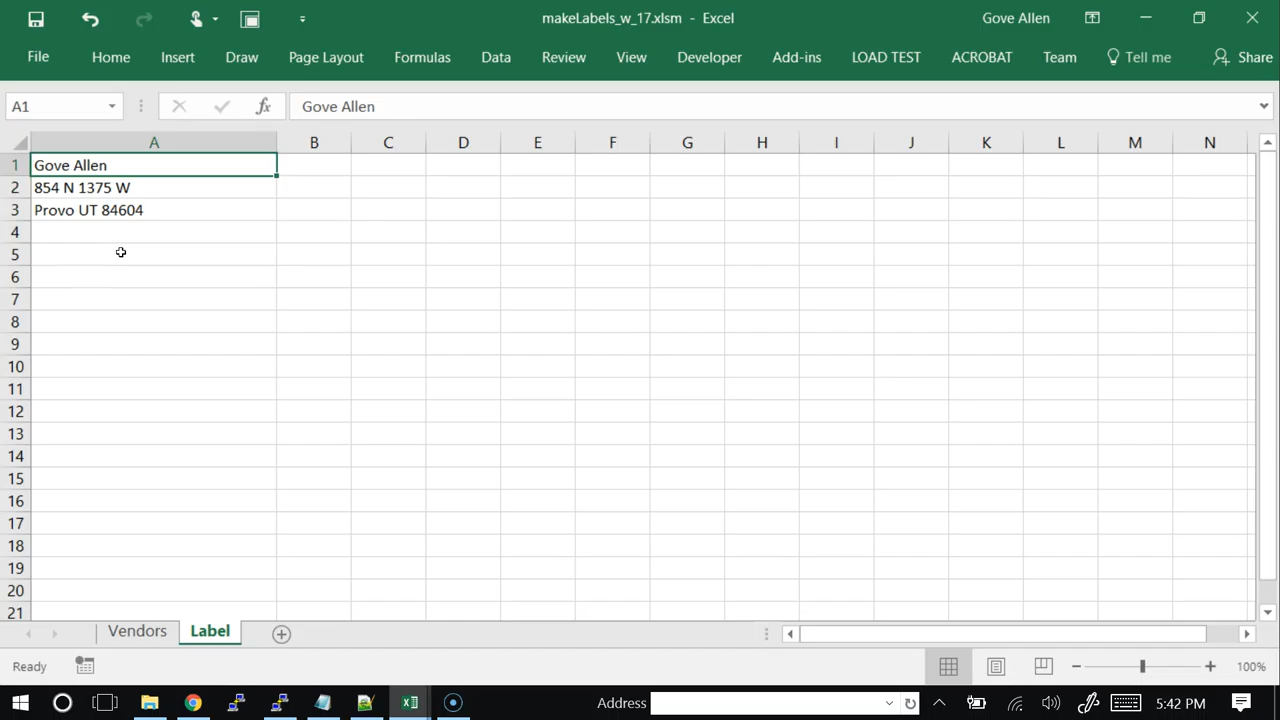 makeLabels_w_17.xlsm - Excel
Gove Allen
File Home Insert Draw Page Layout Formulas Data Review View Developer Add-ins LOAD TEST ACROBAT Team Tell me Share
A1 fx Gove Allen
A B C D E F G H I J K L M N
1 Gove Allen
2 854 N 1375 W
3 Provo UT 84604
4
5
6
7
8
9
10
11
12
13
14
15
16
17
18
19
20
21
Vendors Label
Ready 100%
Address 5:42 PM